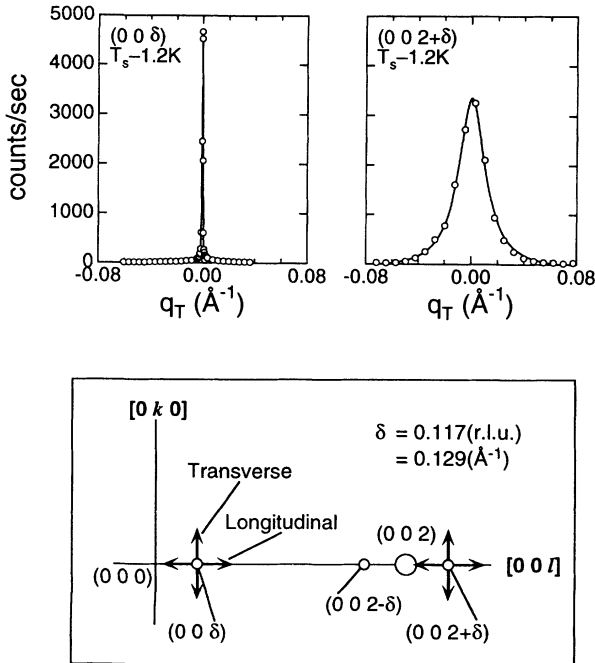 5000
4000
3000
2000
1000
0
counts/sec
(0 0 δ)
Tₛ–1.2K
-0.08
0.00
0.08
q_T (Å⁻¹)
(0 0 2+δ)
Tₛ–1.2K
-0.08
0.00
0.08
q_T (Å⁻¹)
[0 k 0]
δ = 0.117(r.l.u.)
= 0.129(Å⁻¹)
Transverse
Longitudinal
(0 0 2)
(0 0 0)
[0 0 l]
(0 0 2-δ)
(0 0 δ)
(0 0 2+δ)